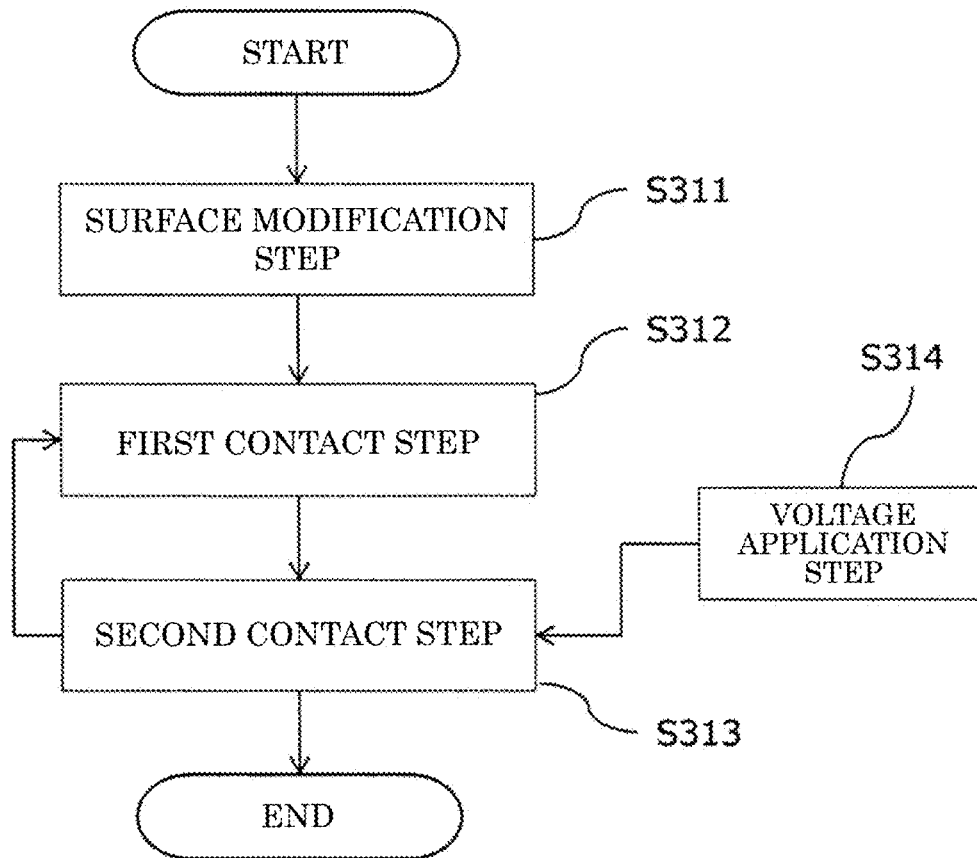 START
SURFACE MODIFICATION
STEP
S311
S312
FIRST CONTACT STEP
S314
VOLTAGE
APPLICATION
STEP
SECOND CONTACT STEP
S313
END